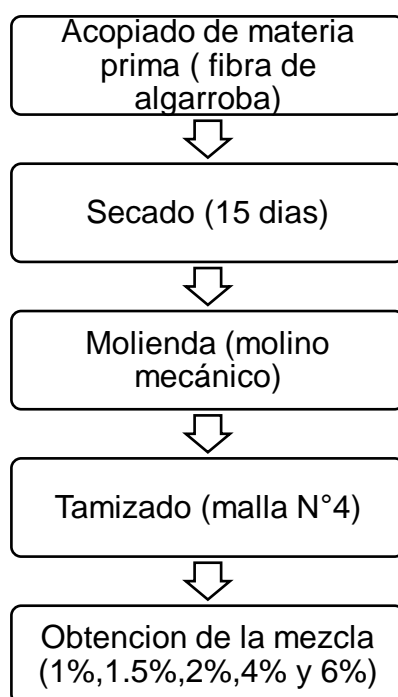 Acopiado de materia
prima ( fibra de
algarroba)
Secado (15 dias)
Molienda (molino
mecánico)
Tamizado (malla N°4)
Obtencion de la mezcla
(1%,1.5%,2%,4% y 6%)